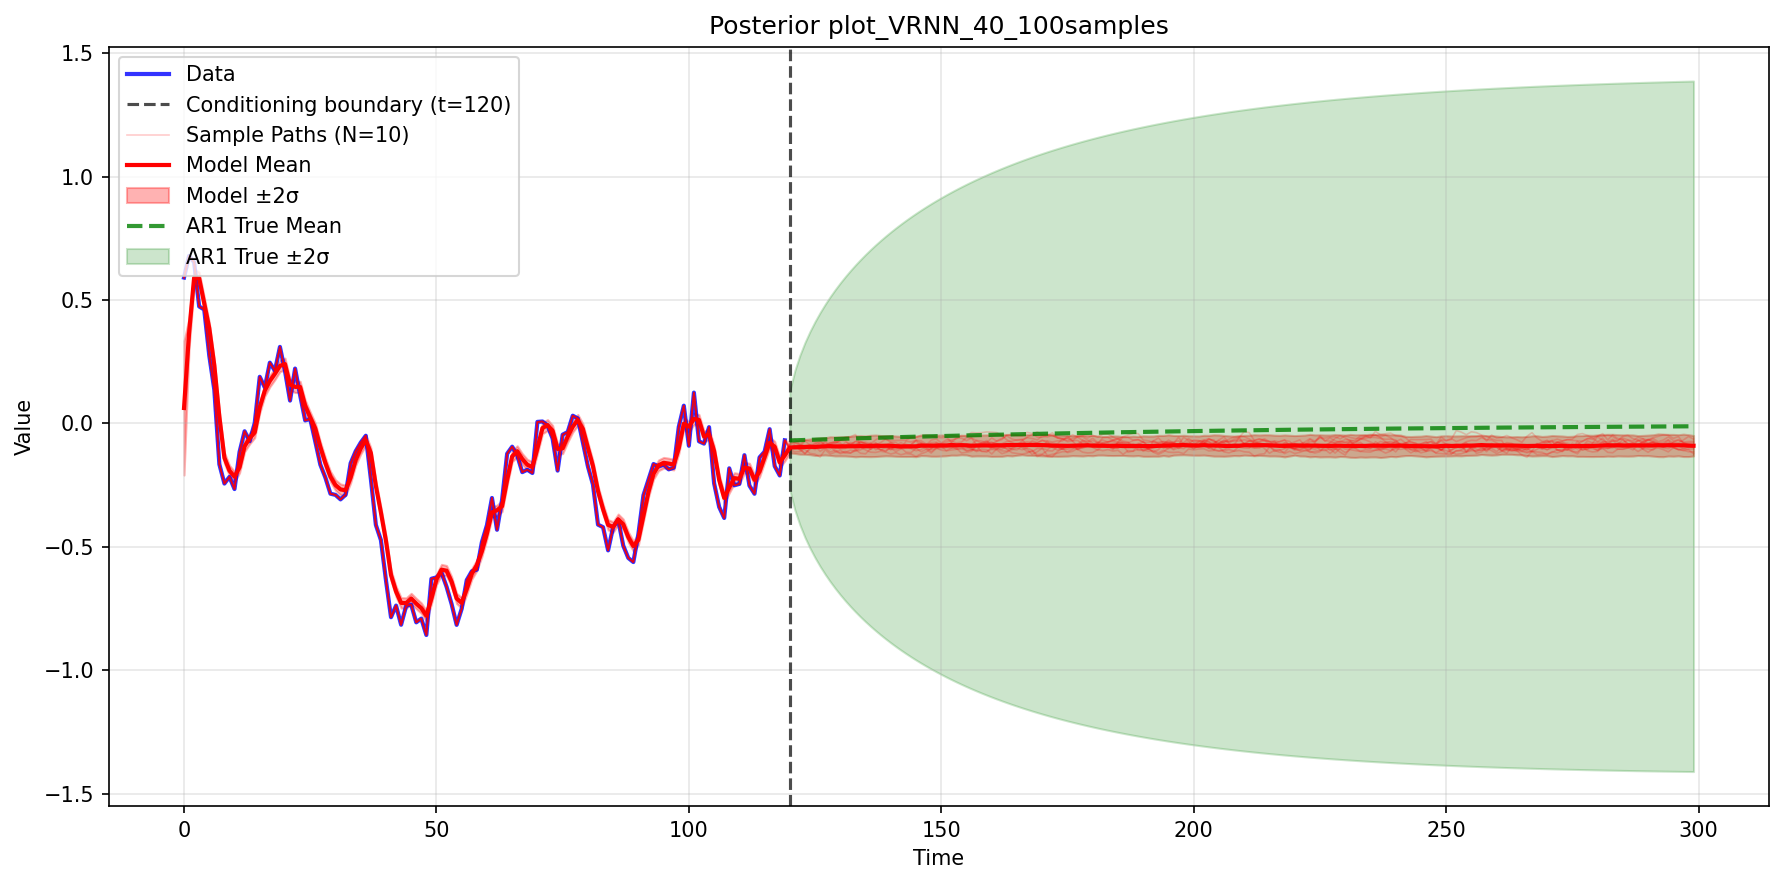 Posterior plot_VRNN_40_100samples
Data
Conditioning boundary (t=120)
Sample Paths (N=10)
Model Mean
Model ±2σ
AR1 True Mean
AR1 True ±2σ
Value
1.5
1.0
0.5
0.0
−0.5
−1.0
−1.5
0 50 100 150 200 250 300
Time